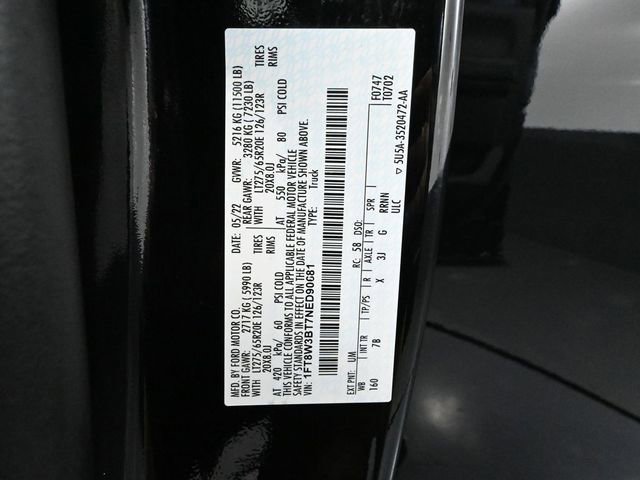 MFD. BY FORD MOTOR CO.
DATE: 05/22 GVWR: 5216 KG (11500 LB)
FRONT GAWR: 2717 KG (5990 LB) REAR GAWR: 3280 KG (7230 LB)
WITH LT275/65R20E 126/123R TIRES WITH LT275/65R20E 126/123R TIRES
20X8.0J RIMS 20X8.0J RIMS
AT 420 kPa/ 60 PSI COLD AT 550 kPa/ 80 PSI COLD
THIS VEHICLE CONFORMS TO ALL APPLICABLE FEDERAL MOTOR VEHICLE
SAFETY STANDARDS IN EFFECT ON THE DATE OF MANUFACTURE SHOWN ABOVE.
VIN: 1FT8W3BT7NED90681 TYPE: Truck
F0747
T0702
EXT PNT: UM RC: 58 DSO:
WB INT TR TP/PS R AXLE TR SPR
160 7B X 3J G RRNN
ULC
▽ 5U5A-3520472-AA